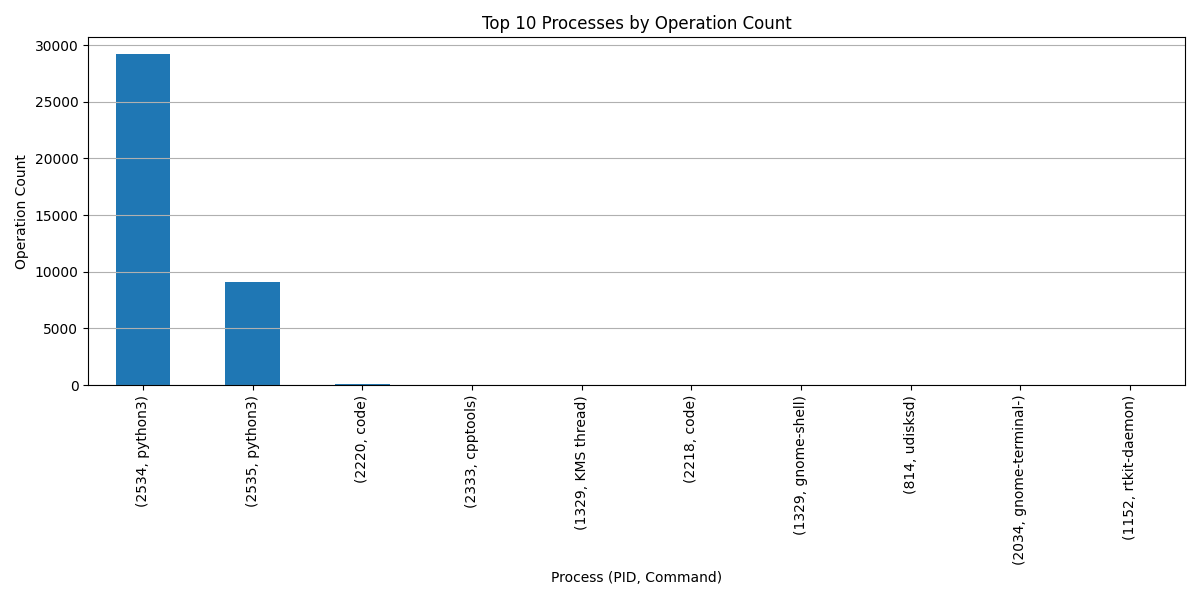 Top 10 Processes by Operation Count
30000
25000
20000
15000
10000
5000
0
Operation Count
(2534, python3)
(2535, python3)
(2220, code)
(2333, cpptools)
(1329, KMS thread)
(2218, code)
(1329, gnome-shell)
(814, udisksd)
(2034, gnome-terminal-)
(1152, rtkit-daemon)
Process (PID, Command)